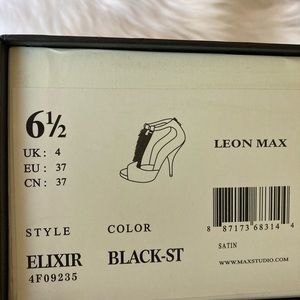 6½
UK: 4
EU: 37
CN: 37
LEON MAX
STYLE
COLOR
ELIXIR
BLACK-ST
4F09235
8 87173 68314 4
SATIN
WWW.MAXSTUDIO.COM